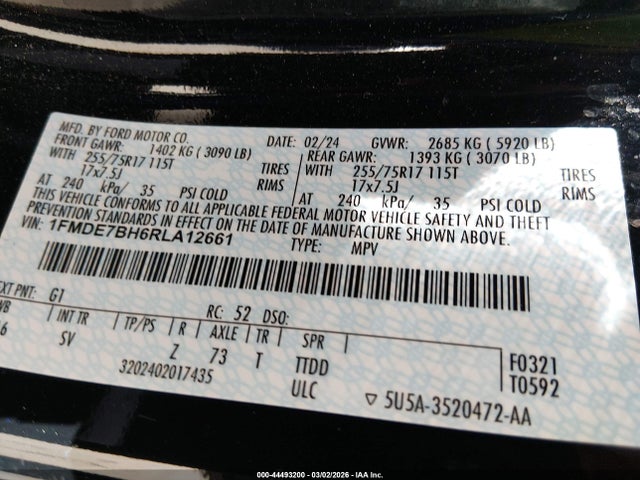 MFD. BY FORD MOTOR CO.
DATE: 02/24 GVWR: 2685 KG ( 5920 LB)
FRONT GAWR: 1402 KG ( 3090 LB)
REAR GAWR: 1393 KG ( 3070 LB)
WITH 255/75R17 115T TIRES
WITH 255/75R17 115T TIRES
17x7.5J RIMS
17x7.5J RIMS
AT 240 kPa/ 35 PSI COLD
AT 240 kPa/ 35 PSI COLD
THIS VEHICLE CONFORMS TO ALL APPLICABLE FEDERAL MOTOR VEHICLE SAFETY AND THEFT
PREVENTION STANDARDS IN EFFECT ON THE DATE OF MANUFACTURE SHOWN ABOVE.
VIN: 1FMDE7BH6RLA12661
TYPE: MPV
EXT PNT: G1 RC: 52 DSO:
WB INT TR TP/PS R AXLE TR SPR
6 SV Z 73 T TTDD
F0321
T0592
3202402017435 ULC
5U5A-3520472-AA
000-44493200 - 03/02/2026 - IAA Inc.